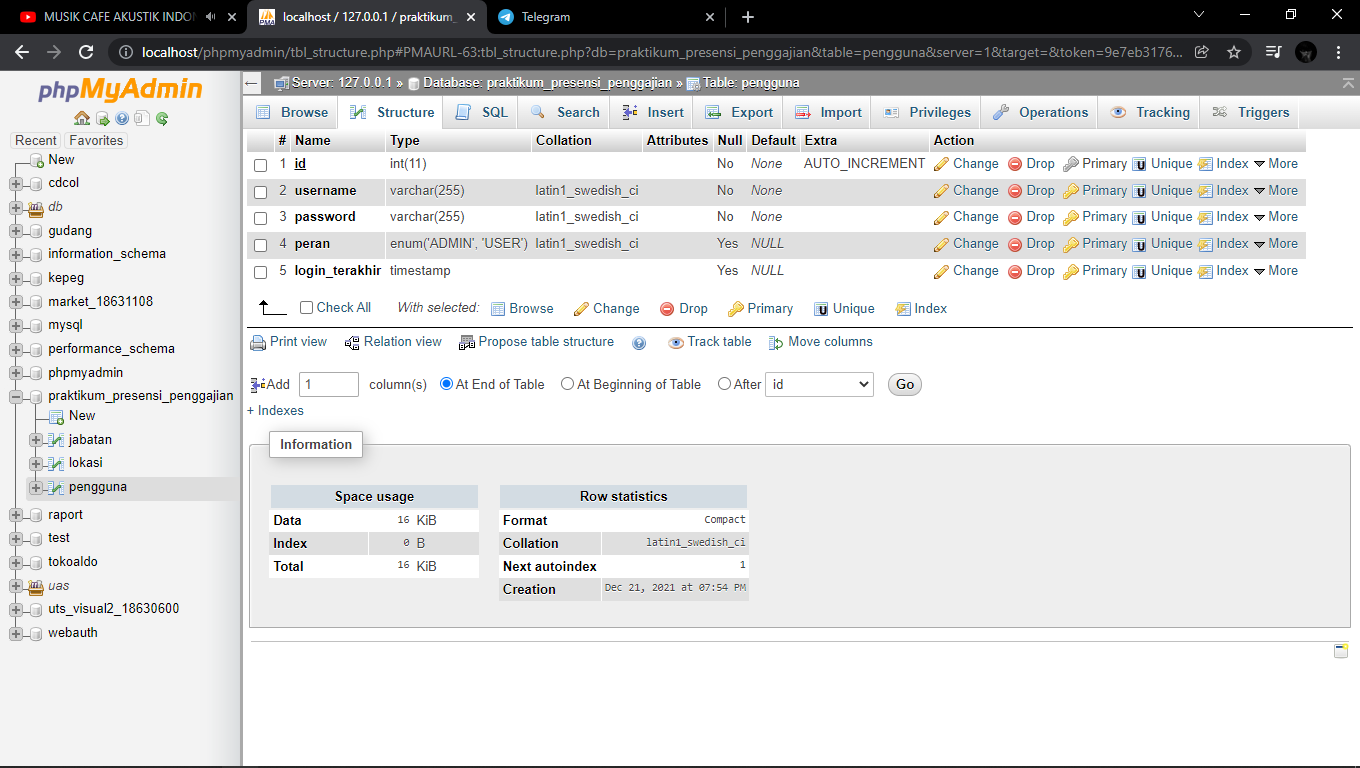 MUSIK CAFE AKUSTIK INDON
localhost / 127.0.0.1 / praktikum_
Telegram
localhost/phpmyadmin/tbl_structure.php#PMAURL-63:tbl_structure.php?db=praktikum_presensi_penggajian&table=pengguna&server=1&target=&token=9e7eb3176...
phpMyAdmin
Recent Favorites
New
cdcol
db
gudang
information_schema
kepeg
market_18631108
mysql
performance_schema
phpmyadmin
praktikum_presensi_penggajian
New
jabatan
lokasi
pengguna
raport
test
tokoaldo
uas
uts_visual2_18630600
webauth
Server: 127.0.0.1 » Database: praktikum_presensi_penggajian » Table: pengguna
Browse Structure SQL Search Insert Export Import Privileges Operations Tracking Triggers
# Name Type Collation Attributes Null Default Extra Action
1 id int(11) No None AUTO_INCREMENT Change Drop Primary Unique Index More
2 username varchar(255) latin1_swedish_ci No None Change Drop Primary Unique Index More
3 password varchar(255) latin1_swedish_ci No None Change Drop Primary Unique Index More
4 peran enum('ADMIN', 'USER') latin1_swedish_ci Yes NULL Change Drop Primary Unique Index More
5 login_terakhir timestamp Yes NULL Change Drop Primary Unique Index More
Check All With selected: Browse Change Drop Primary Unique Index
Print view Relation view Propose table structure Track table Move columns
Add 1 column(s) At End of Table At Beginning of Table After id Go
+ Indexes
Information
Space usage
Data 16 KiB
Index 0 B
Total 16 KiB
Row statistics
Format Compact
Collation latin1_swedish_ci
Next autoindex 1
Creation Dec 21, 2021 at 07:54 PM